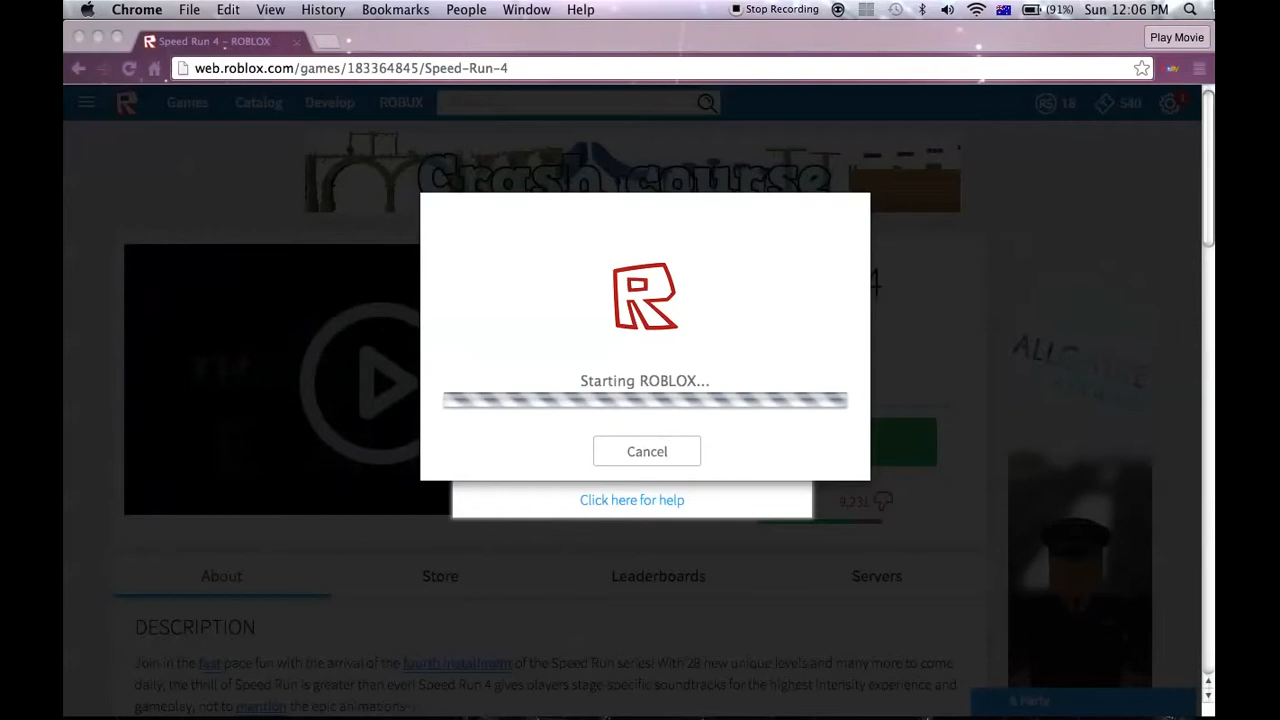 Chrome File Edit View History Bookmarks People Window Help Stop Recording (91%) Sun 12:06 PM
Speed Run 4 – ROBLOX
Play Movie
web.roblox.com/games/183364845/Speed-Run-4
Games Catalog Develop ROBUX R$ 18 540 1
Crash course
4
Starting ROBLOX...
Cancel
Click here for help
About Store Leaderboards Servers
DESCRIPTION
Join in the fast pace fun with the arrival of the fourth installment of the Speed Run series! With 28 new unique levels and many more to come
daily, the thrill of Speed Run is greater than ever! Speed Run 4 gives players stage-specific soundtracks for the highest intensity experience and
gameplay, not to mention the epic animations
Party